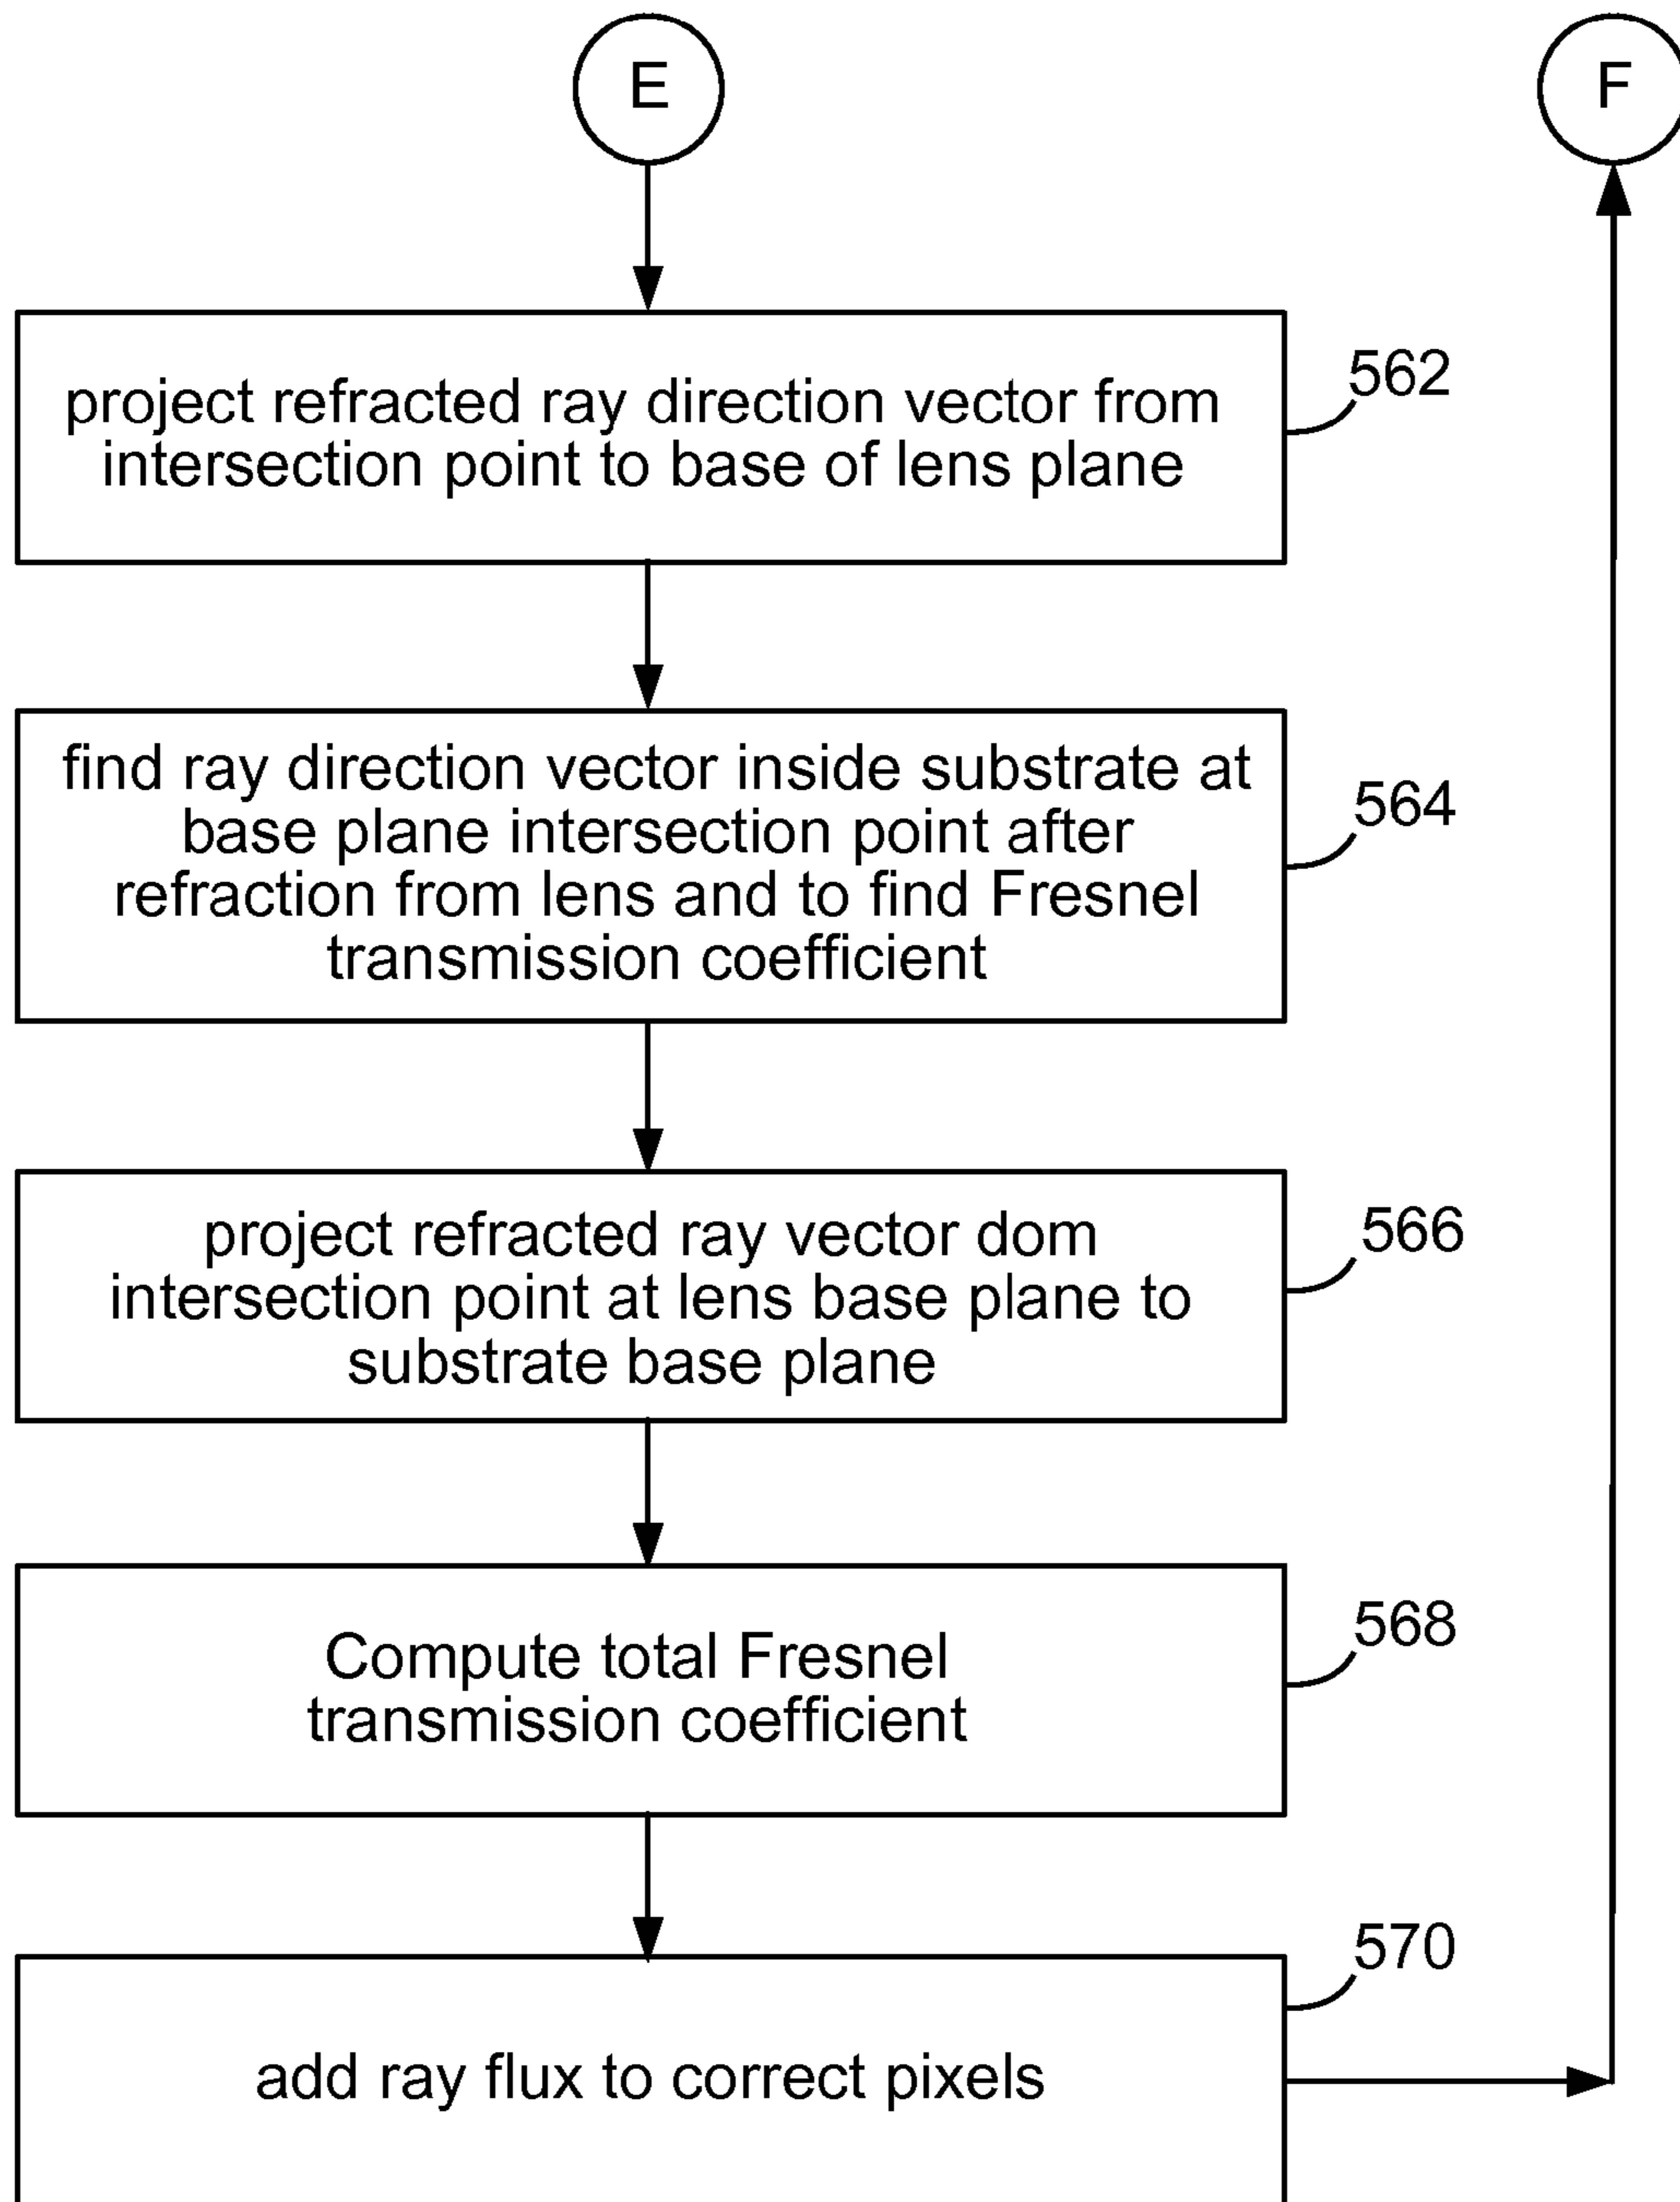 E
F
project refracted ray direction vector from
intersection point to base of lens plane
562
find ray direction vector inside substrate at
base plane intersection point after
refraction from lens and to find Fresnel
transmission coefficient
564
project refracted ray vector dom
intersection point at lens base plane to
substrate base plane
566
Compute total Fresnel
transmission coefficient
568
add ray flux to correct pixels
570